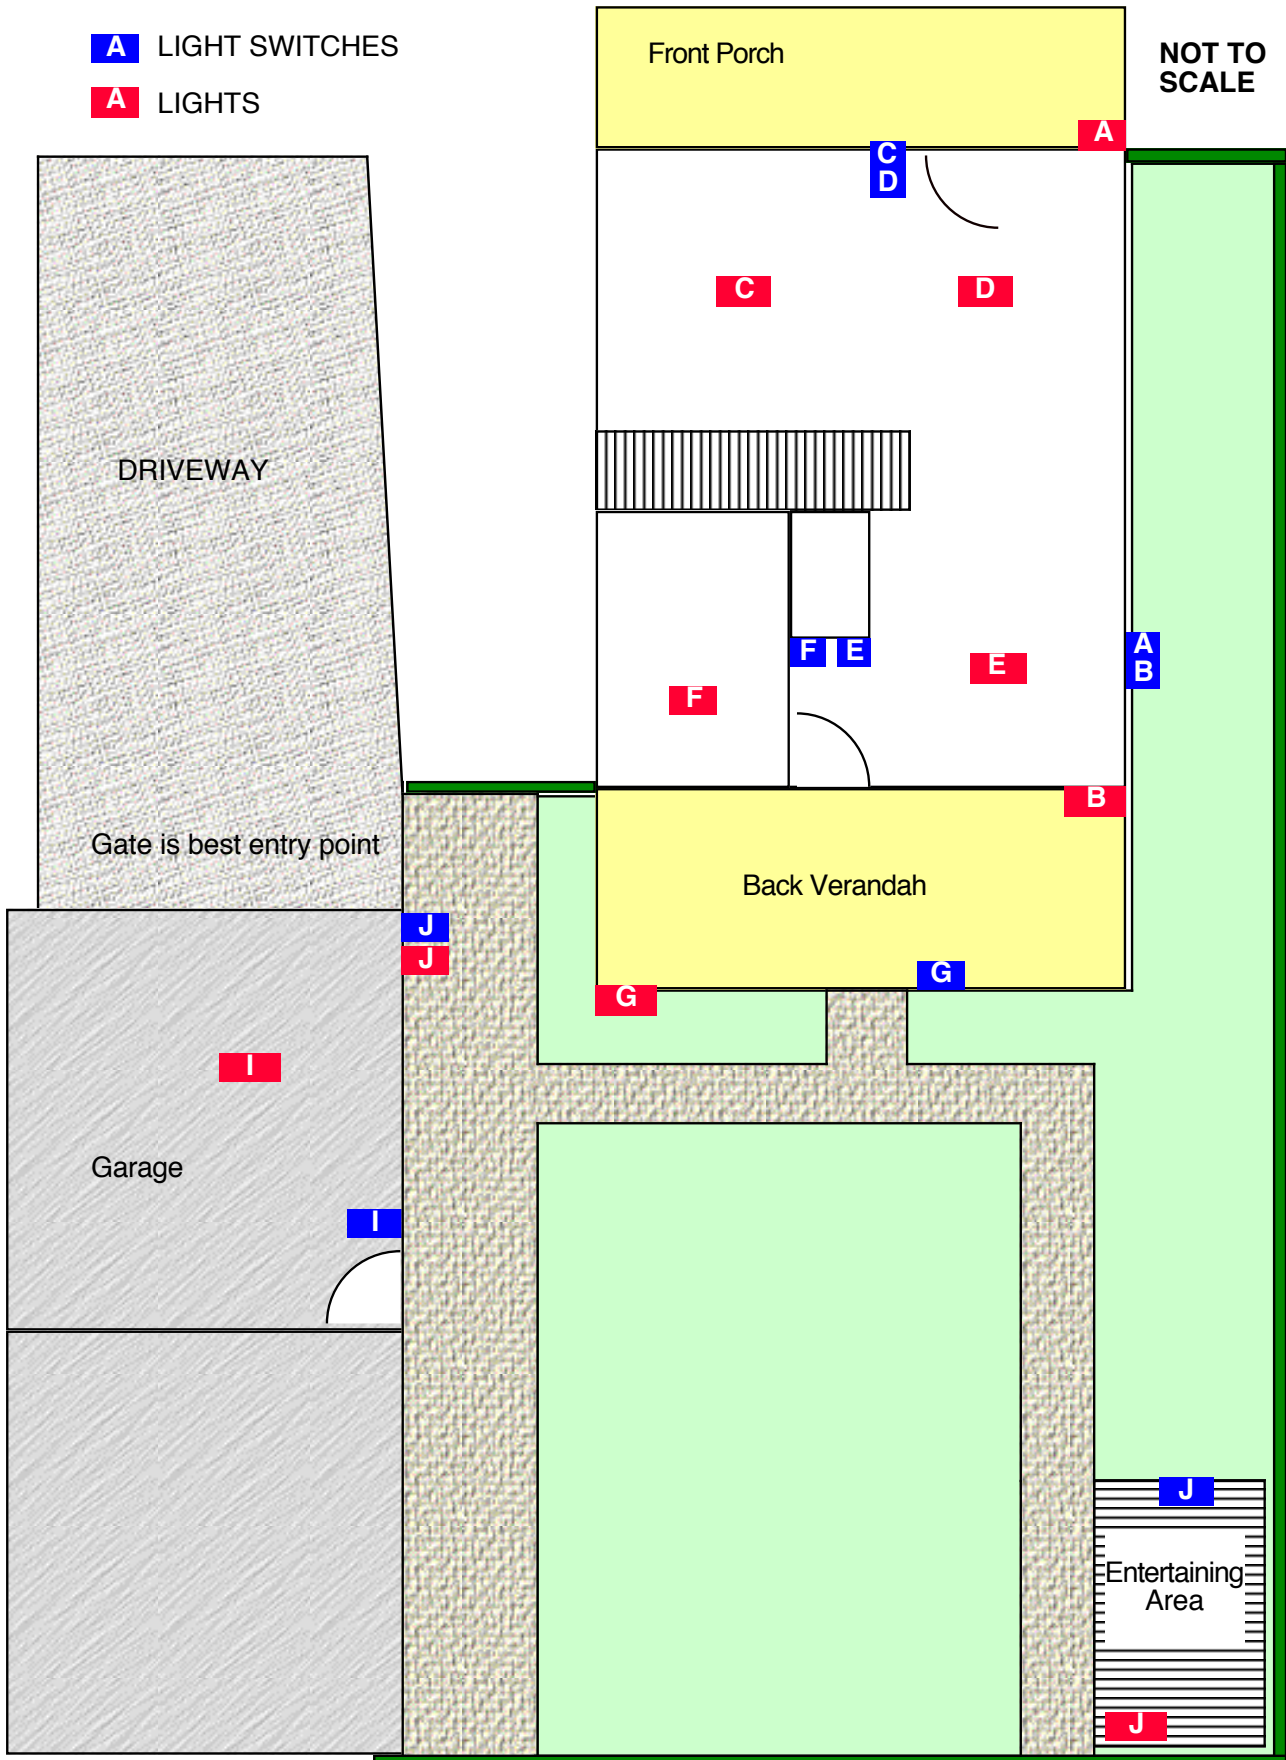 A LIGHT SWITCHES
A LIGHTS
Front Porch
NOT TO
SCALE
A
C
D
C
D
DRIVEWAY
F
E
A
B
E
F
B
Gate is best entry point
Back Verandah
J
J
G
G
I
Garage
I
J
Entertaining
Area
J